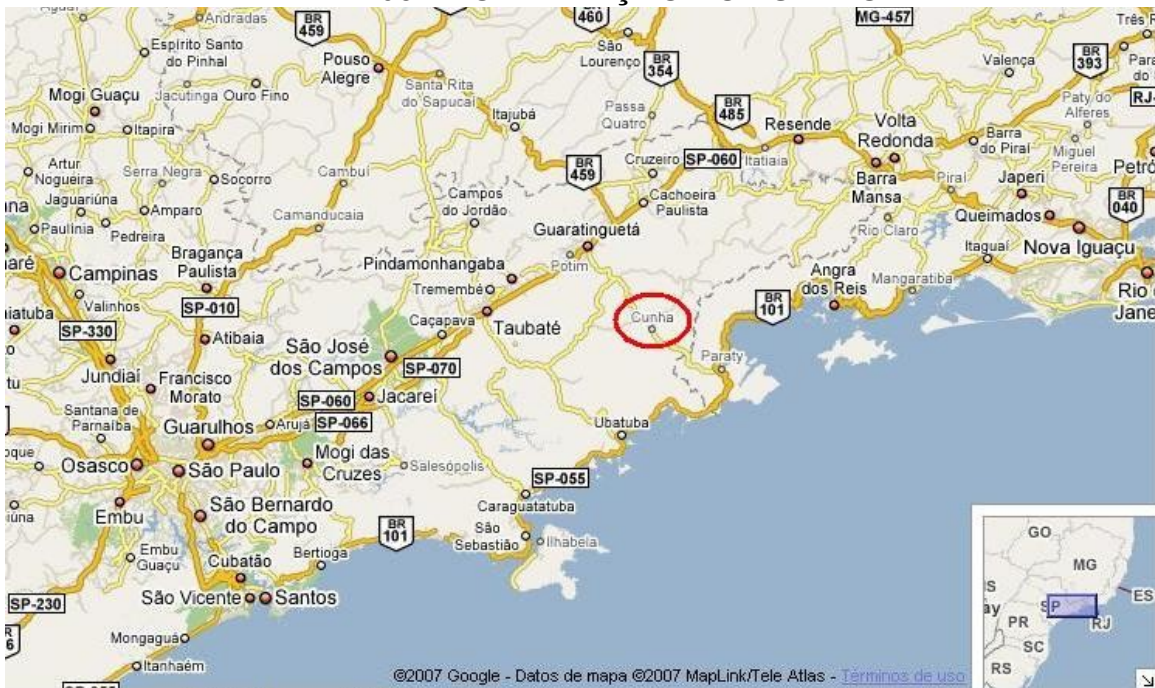 Andradas
BR 459
460
MG-457
Três
Espírito Santo do Pinhal
Pouso Alegre
São Lourenço
BR 354
Valença
BR 393
Mogi Guaçu
Jacutinga
Ouro Fino
Santa Rita do Sapucaí
Itajubá
Passa Quatro
BR 485
Resende
Volta Redonda
Paty do Alferes
RJ-
Mogi Mirim
Itapira
Barra do Piraí
Miguel Pereira
Artur Nogueira
Serra Negra
Socorro
Cambuí
BR 459
Cruzeiro
SP-060
Itatiaia
Barra Mansa
Piraí
Japeri
Petró
Jaguariúna
Amparo
Campos do Jordão
Cachoeira Paulista
BR 040
Paulínia
Pedreira
Camanducaia
Guaratinguetá
Rio Claro
Queimados
Bragança Paulista
Potim
Itaguaí
Nova Iguaçu
Campinas
Pindamonhangaba
Angra dos Reis
Mangaratiba
Valinhos
SP-010
Tremembé
BR 101
Rio
Jane
SP-330
Atibaia
Caçapava
Taubaté
Cunha
São José dos Campos
SP-070
Paraty
Jundiaí
Francisco Morato
SP-060
Jacareí
Santana de Parnaíba
Guarulhos
Arujá
SP-066
Ubatuba
Osasco
São Paulo
Mogi das Cruzes
Salesópolis
SP-055
Embu
São Bernardo do Campo
Caraguatatuba
BR 101
São Sebastião
Ilhabela
Embu Guaçu
Cubatão
Bertioga
SP-230
São Vicente
Santos
Mongaguá
Itanhaém
GO
MG
ES
SP
RJ
PR
SC
RS
©2007 Google - Datos de mapa ©2007 MapLink/Tele Atlas - Términos de uso